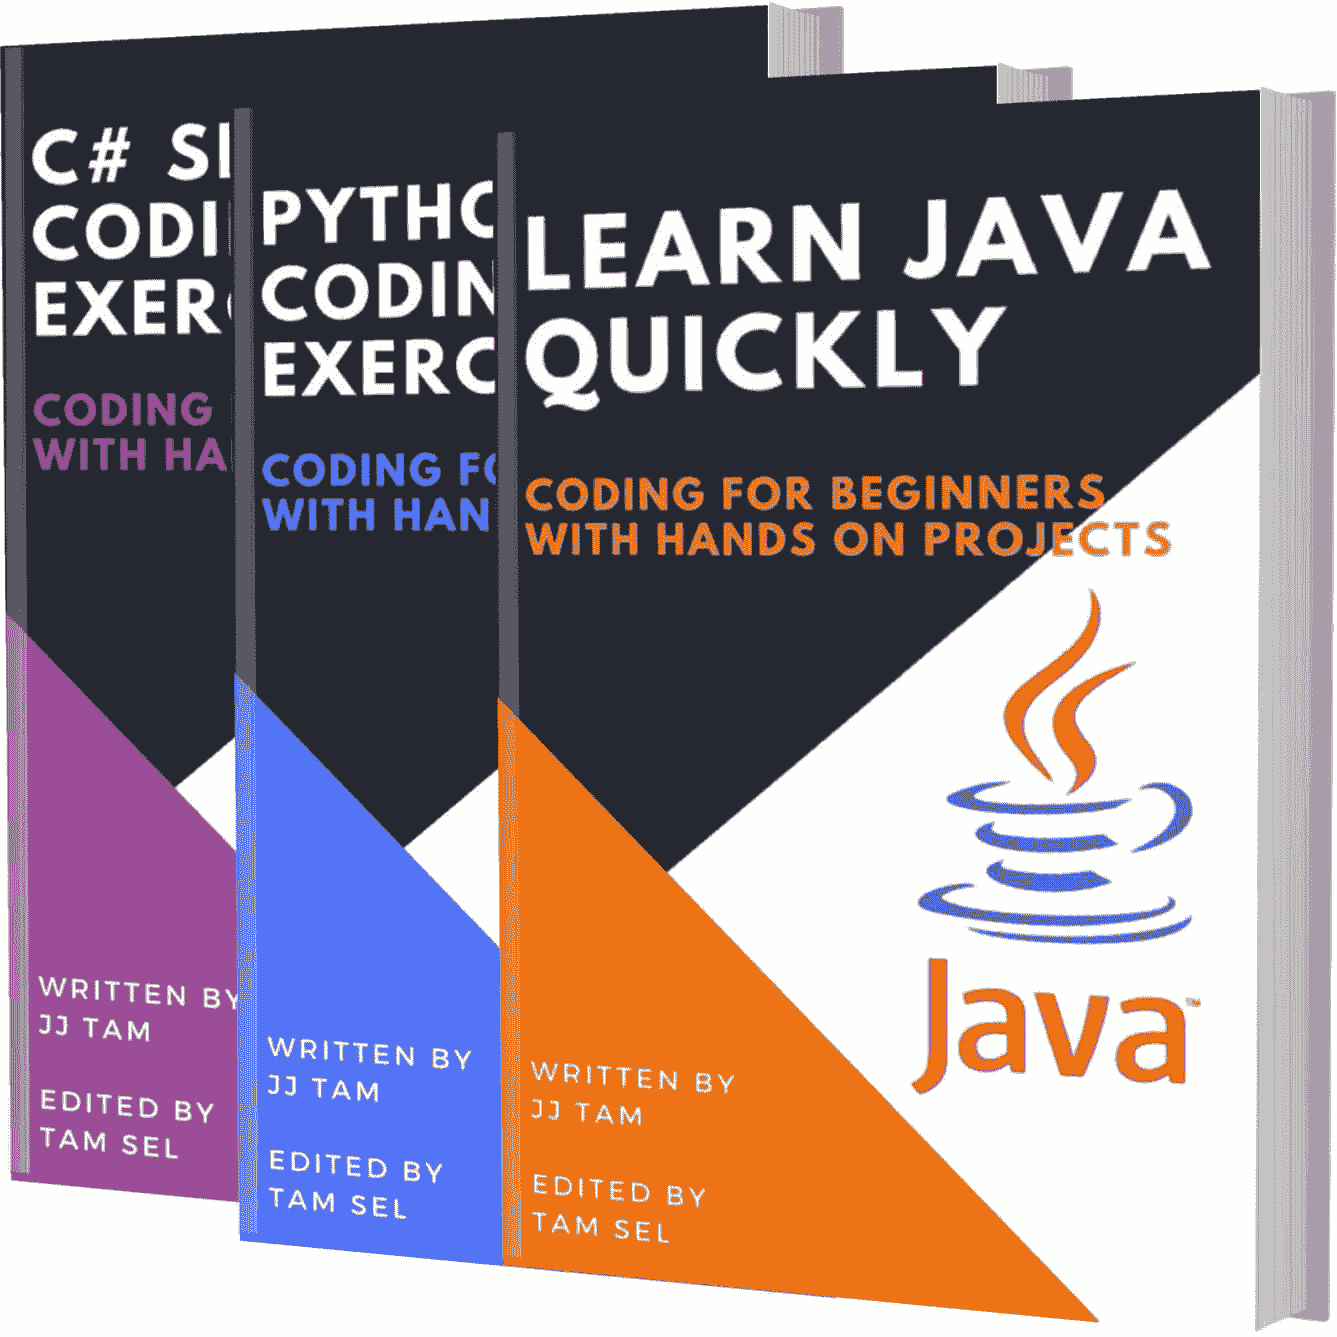 C# SI
CODI
EXERC
CODING
WITH HA
WRITTEN BY
JJ TAM
EDITED BY
TAM SEL
PYTHO
CODIN
EXERC
CODING FO
WITH HAN
WRITTEN BY
JJ TAM
EDITED BY
TAM SEL
LEARN JAVA
QUICKLY
CODING FOR BEGINNERS
WITH HANDS ON PROJECTS
Java™
WRITTEN BY
JJ TAM
EDITED BY
TAM SEL